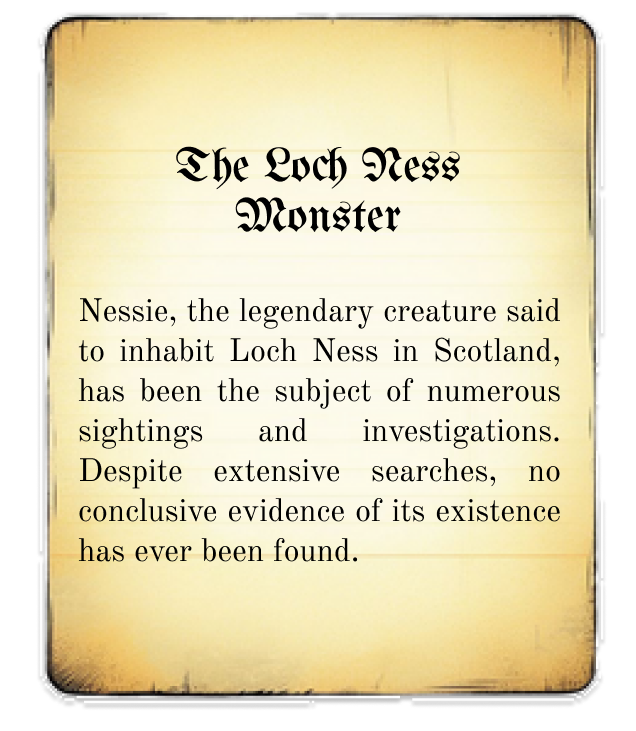 The Loch Ness
Monster
Nessie, the legendary creature said
to inhabit Loch Ness in Scotland,
has been the subject of numerous
sightings and investigations.
Despite extensive searches, no
conclusive evidence of its existence
has ever been found.